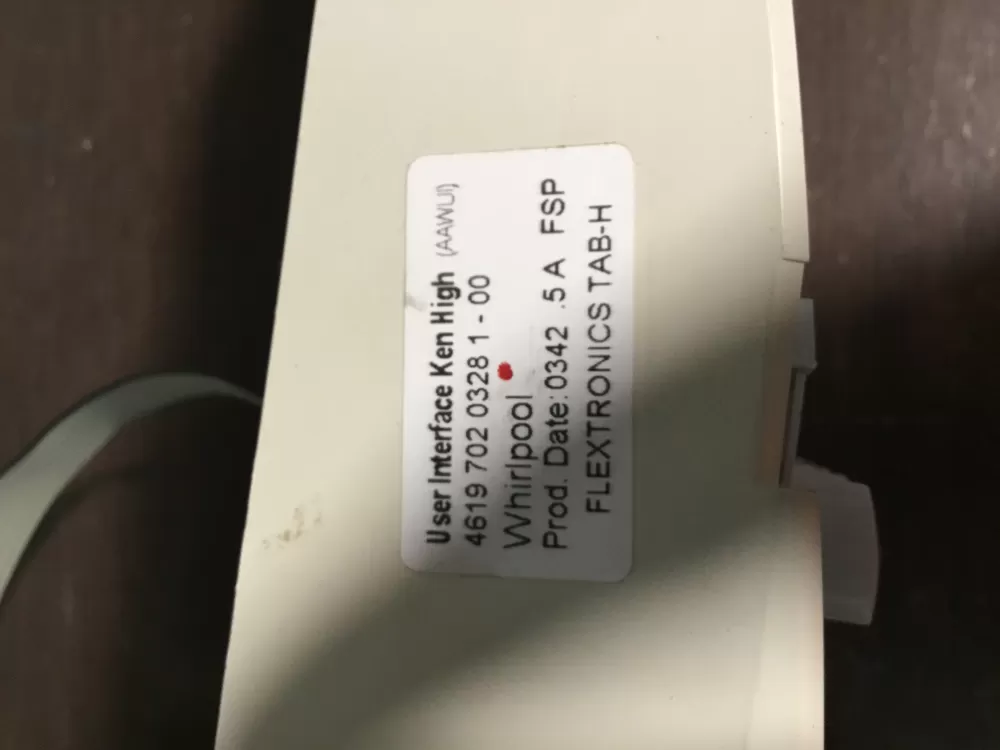 User Interface Ken High (AAWUI)
4619 702 0328 1 - 00
Whirlpool
Prod. Date:0342 .5 A FSP
FLEXTRONICS TAB-H